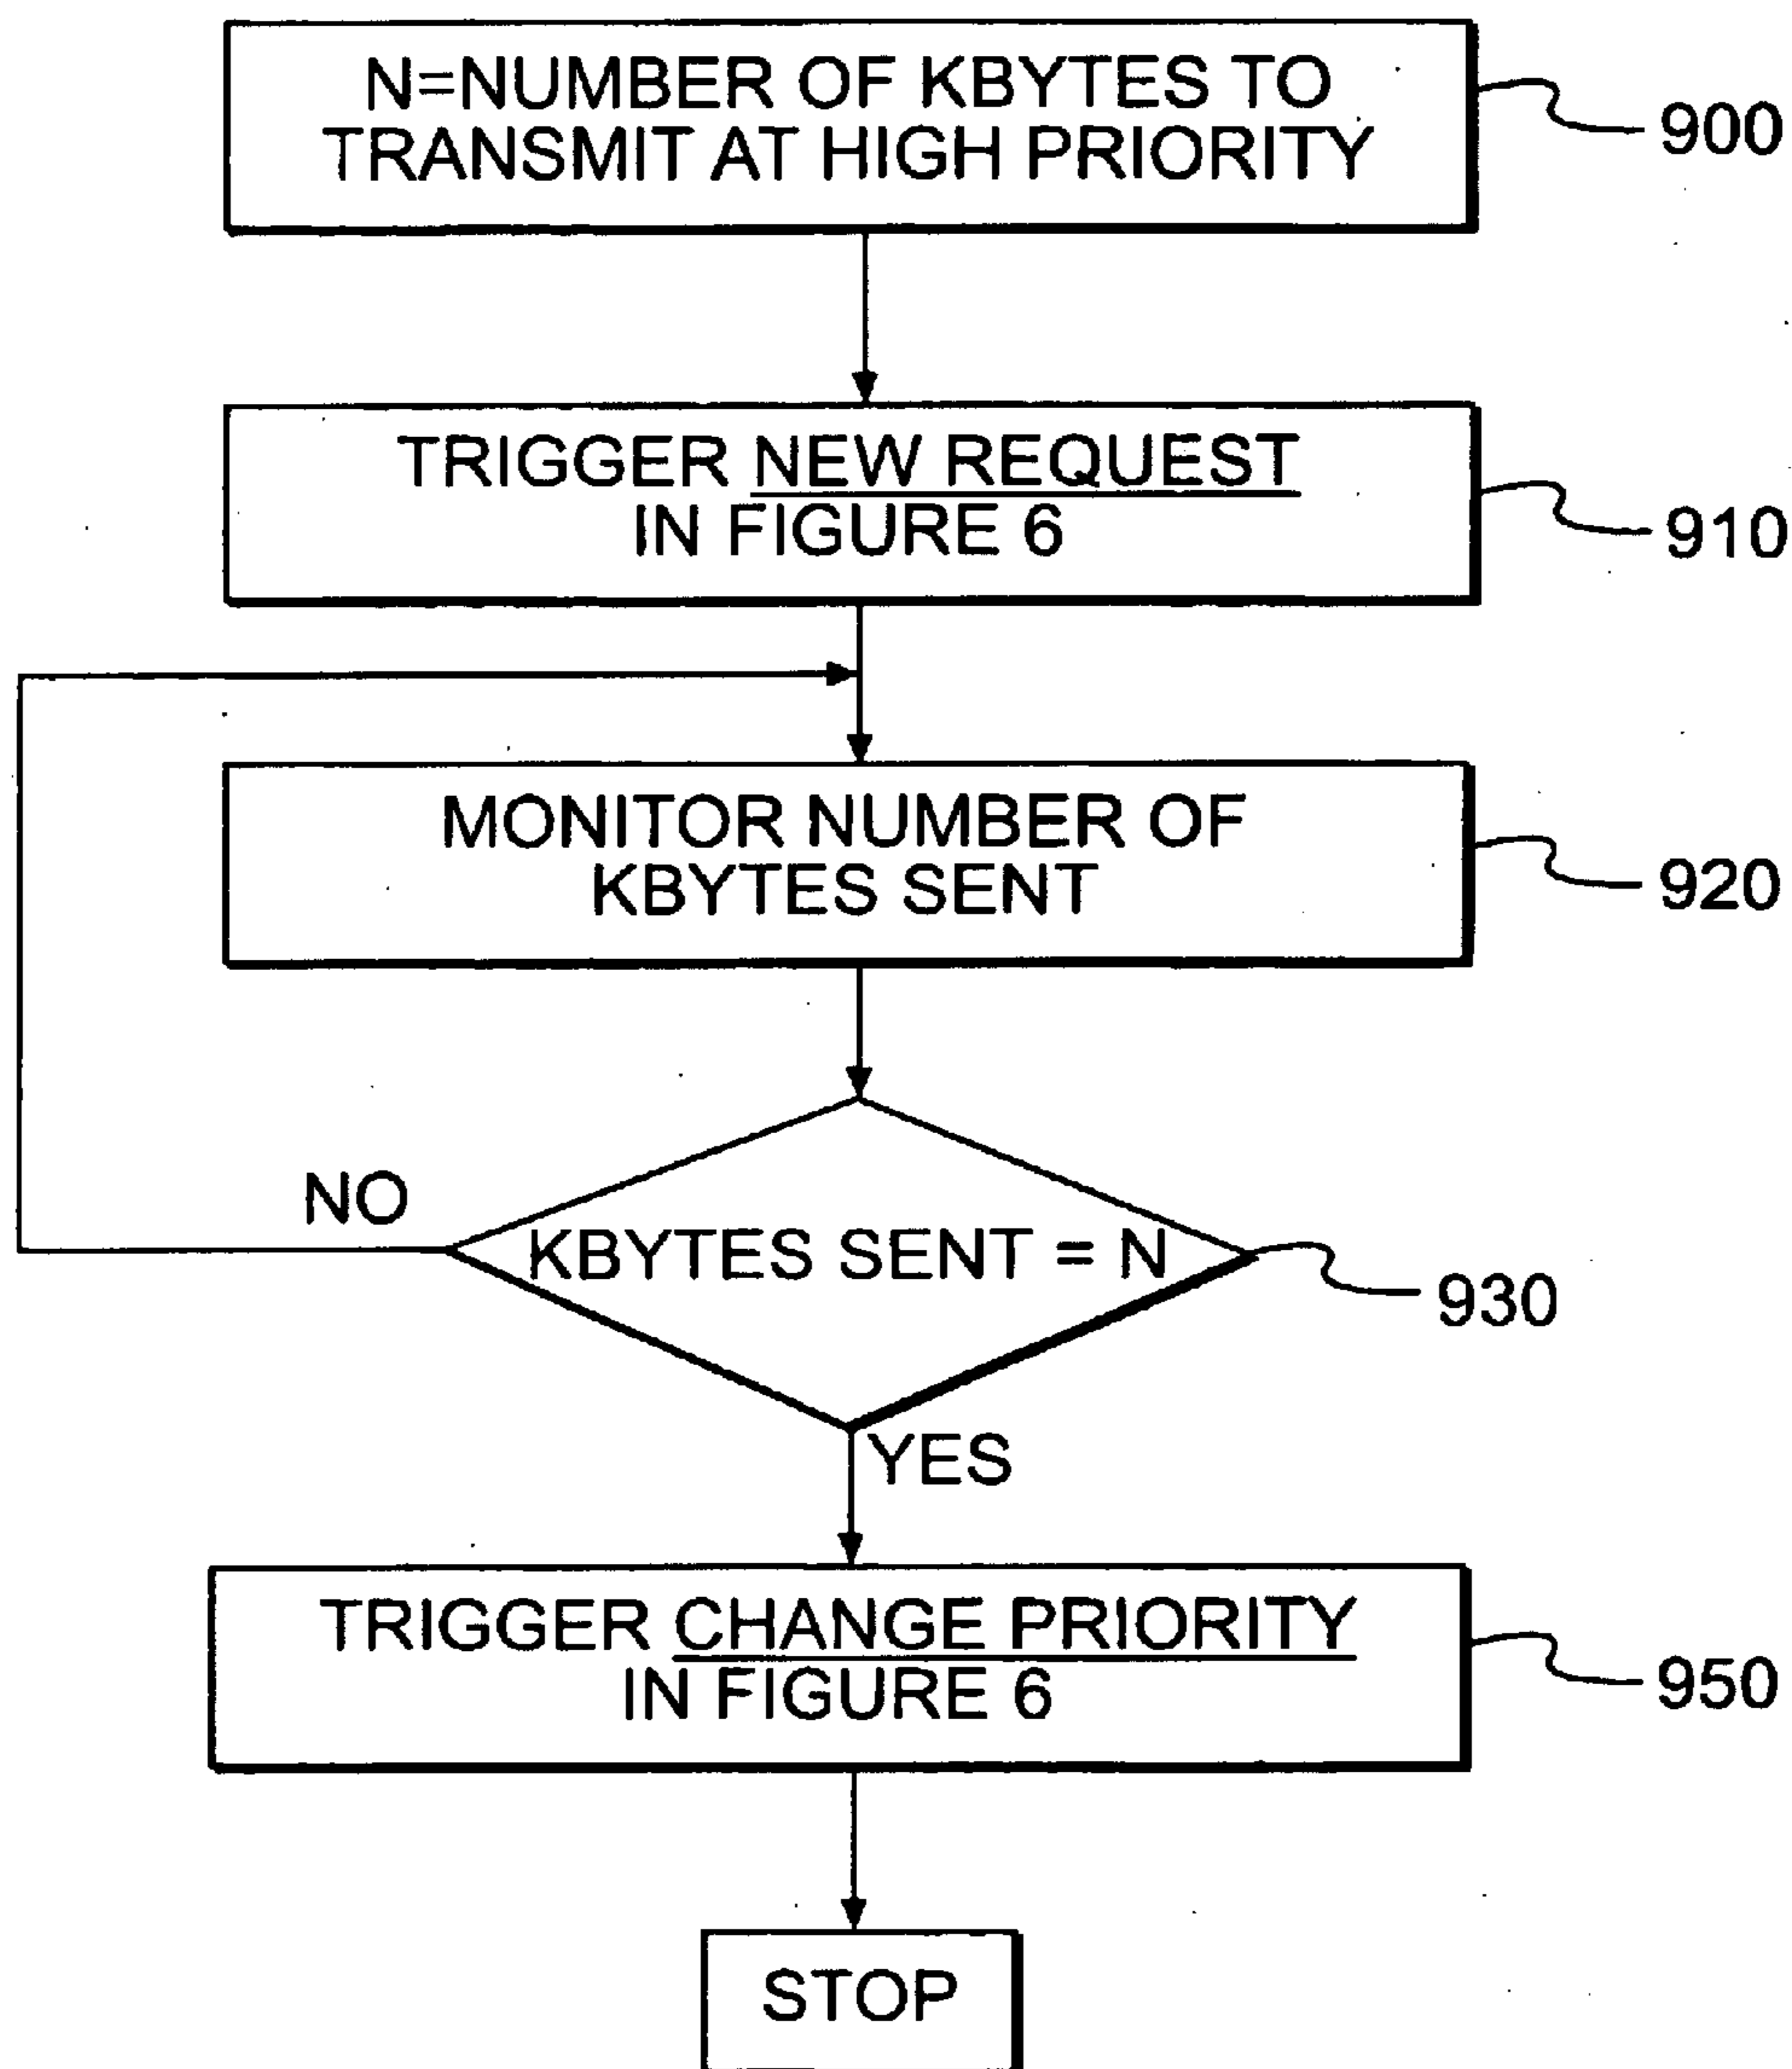 N=NUMBER OF KBYTES TO
TRANSMIT AT HIGH PRIORITY
900
TRIGGER NEW REQUEST
IN FIGURE 6
910
MONITOR NUMBER OF
KBYTES SENT
920
NO
KBYTES SENT = N
930
YES
TRIGGER CHANGE PRIORITY
IN FIGURE 6
950
STOP